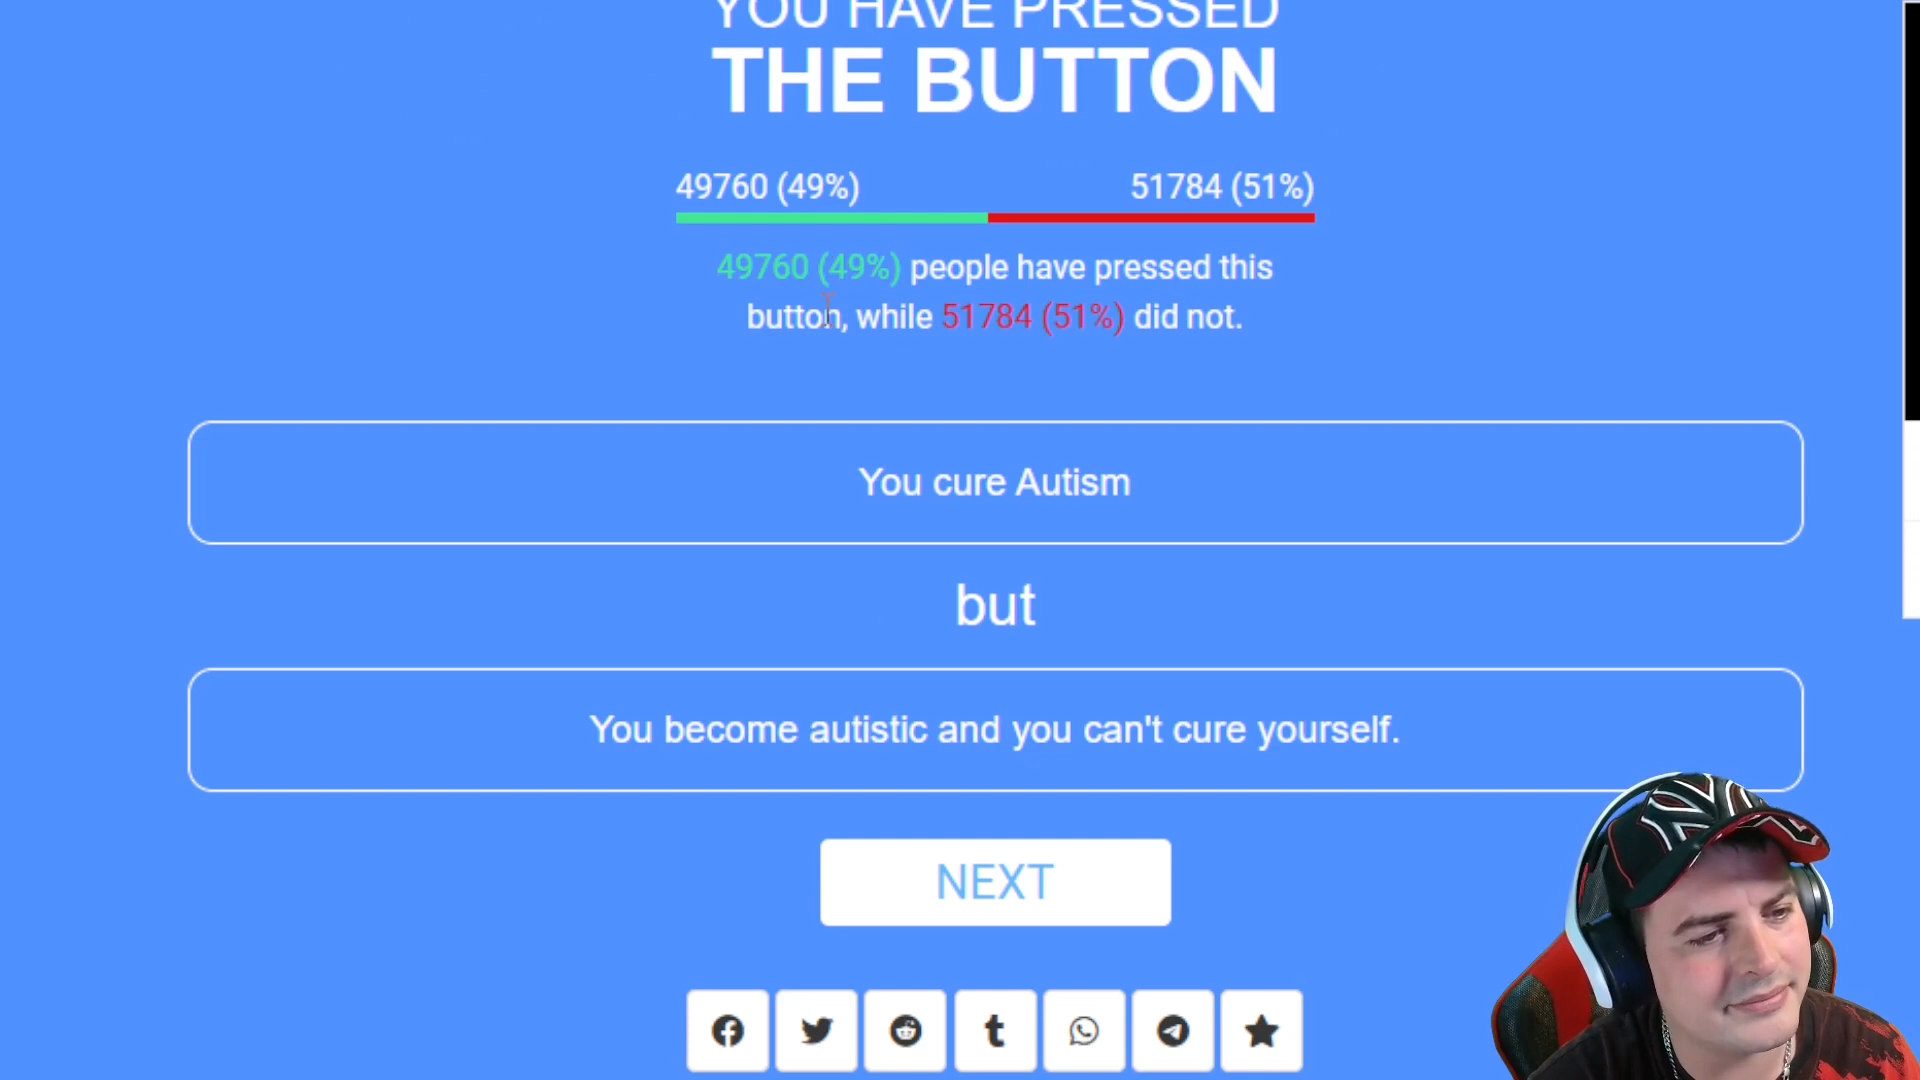 YOU HAVE PRESSED
THE BUTTON
49760 (49%) 51784 (51%)
49760 (49%) people have pressed this
button, while 51784 (51%) did not.
You cure Autism
but
You become autistic and you can't cure yourself.
NEXT